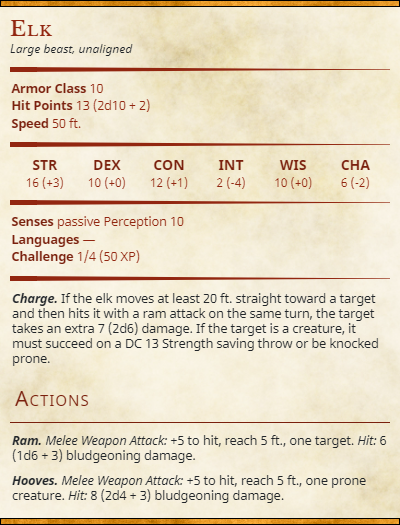 Elk
Large beast, unaligned
Armor Class 10
Hit Points 13 (2d10 + 2)
Speed 50 ft.
STR DEX CON INT WIS CHA
16 (+3) 10 (+0) 12 (+1) 2 (-4) 10 (+0) 6 (-2)
Senses passive Perception 10
Languages —
Challenge 1/4 (50 XP)
Charge. If the elk moves at least 20 ft. straight toward a target
and then hits it with a ram attack on the same turn, the target
takes an extra 7 (2d6) damage. If the target is a creature, it
must succeed on a DC 13 Strength saving throw or be knocked
prone.
Actions
Ram. Melee Weapon Attack: +5 to hit, reach 5 ft., one target. Hit: 6
(1d6 + 3) bludgeoning damage.
Hooves. Melee Weapon Attack: +5 to hit, reach 5 ft., one prone
creature. Hit: 8 (2d4 + 3) bludgeoning damage.